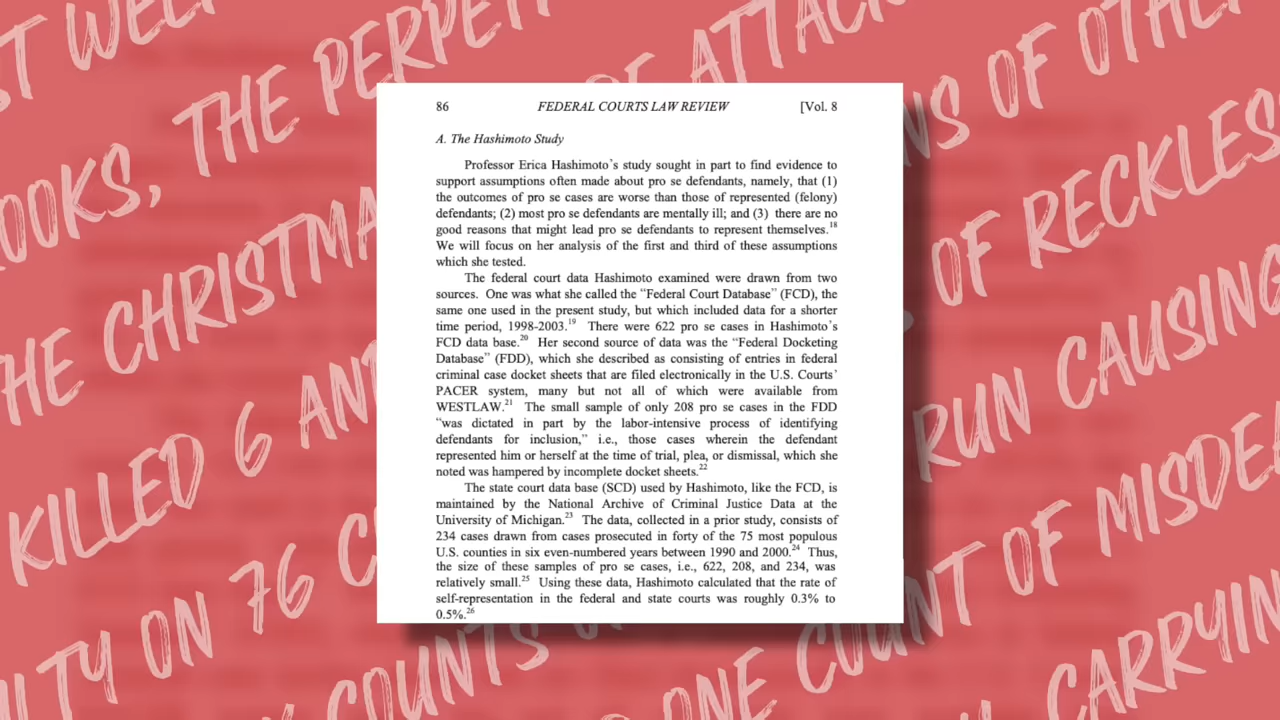 ST WEL
OOKS, THE PERPET
OF ATTACK
NS OF OTHE
HE CHRISTMA
OF RECKLES
KILLED 6 AN
RUN CAUSING
ILTY ON 76 C
COUNTS OF
ONE COUNT OF MISDE
CARRYIN
86 FEDERAL COURTS LAW REVIEW [Vol. 8
A. The Hashimoto Study
Professor Erica Hashimoto's study sought in part to find evidence to
support assumptions often made about pro se defendants, namely, that (1)
the outcomes of pro se cases are worse than those of represented (felony)
defendants; (2) most pro se defendants are mentally ill; and (3) there are no
good reasons that might lead pro se defendants to represent themselves.18
We will focus on her analysis of the first and third of these assumptions
which she tested.
The federal court data Hashimoto examined were drawn from two
sources. One was what she called the "Federal Court Database" (FCD), the
same one used in the present study, but which included data for a shorter
time period, 1998-2003.19 There were 622 pro se cases in Hashimoto's
FCD data base.20 Her second source of data was the "Federal Docketing
Database" (FDD), which she described as consisting of entries in federal
criminal case docket sheets that are filed electronically in the U.S. Courts'
PACER system, many but not all of which were available from
WESTLAW.21 The small sample of only 208 pro se cases in the FDD
"was dictated in part by the labor-intensive process of identifying
defendants for inclusion," i.e., those cases wherein the defendant
represented him or herself at the time of trial, plea, or dismissal, which she
noted was hampered by incomplete docket sheets.22
The state court data base (SCD) used by Hashimoto, like the FCD, is
maintained by the National Archive of Criminal Justice Data at the
University of Michigan.23 The data, collected in a prior study, consists of
234 cases drawn from cases prosecuted in forty of the 75 most populous
U.S. counties in six even-numbered years between 1990 and 2000.24 Thus,
the size of these samples of pro se cases, i.e., 622, 208, and 234, was
relatively small.25 Using these data, Hashimoto calculated that the rate of
self-representation in the federal and state courts was roughly 0.3% to
0.5%.26